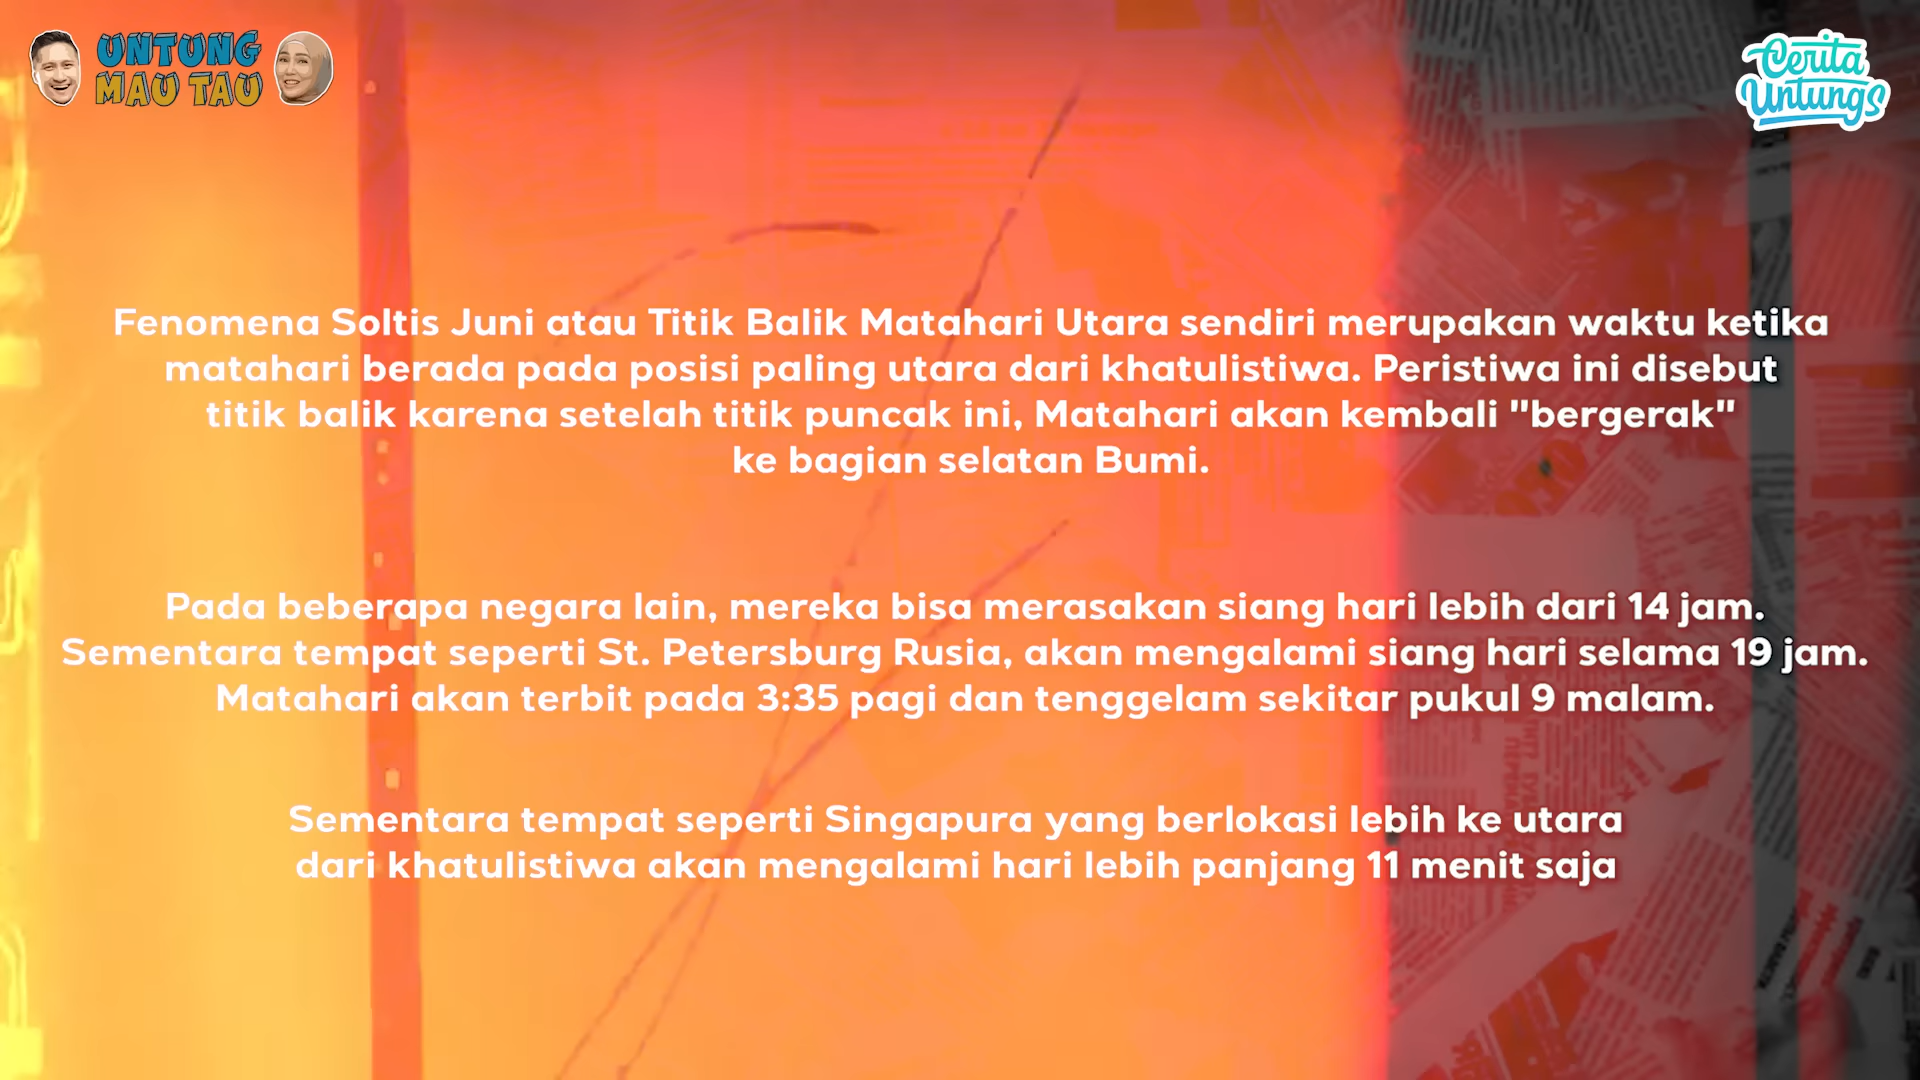 UNTUNG
MAU TAU
Cerita
Untungs
Fenomena Soltis Juni atau Titik Balik Matahari Utara sendiri merupakan waktu ketika
matahari berada pada posisi paling utara dari khatulistiwa. Peristiwa ini disebut
titik balik karena setelah titik puncak ini, Matahari akan kembali "bergerak"
ke bagian selatan Bumi.
Pada beberapa negara lain, mereka bisa merasakan siang hari lebih dari 14 jam.
Sementara tempat seperti St. Petersburg Rusia, akan mengalami siang hari selama 19 jam.
Matahari akan terbit pada 3:35 pagi dan tenggelam sekitar pukul 9 malam.
Sementara tempat seperti Singapura yang berlokasi lebih ke utara
dari khatulistiwa akan mengalami hari lebih panjang 11 menit saja